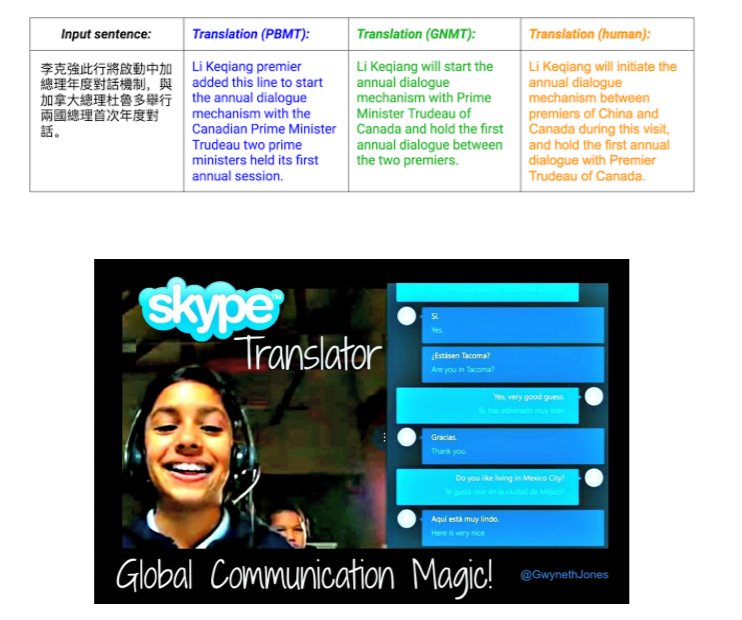 Input sentence:
Translation (PBMT):
Translation (GNMT):
Translation (human):
李克強此行將啟動中加
總理年度對話機制，與
加拿大總理杜魯多舉行
兩國總理首次年度對
話。
Li Keqiang premier
added this line to start
the annual dialogue
mechanism with the
Canadian Prime Minister
Trudeau two prime
ministers held its first
annual session.
Li Keqiang will start the
annual dialogue
mechanism with Prime
Minister Trudeau of
Canada and hold the first
annual dialogue between
the two premiers.
Li Keqiang will initiate the
annual dialogue
mechanism between
premiers of China and
Canada during this visit,
and hold the first annual
dialogue with Premier
Trudeau of Canada.
skype™
Translator
Sí.
Yes.
¿Estásen Tacoma?
Are you in Tacoma?
Yes, very good guess.
Sí, has adivinado muy bien
Gracias.
Thank you.
Do you like living in Mexico City?
Te gusta vivir en la ciudad de Méjico?
Aquí está muy lindo.
Here is very nice
Global Communication Magic!
@GwynethJones